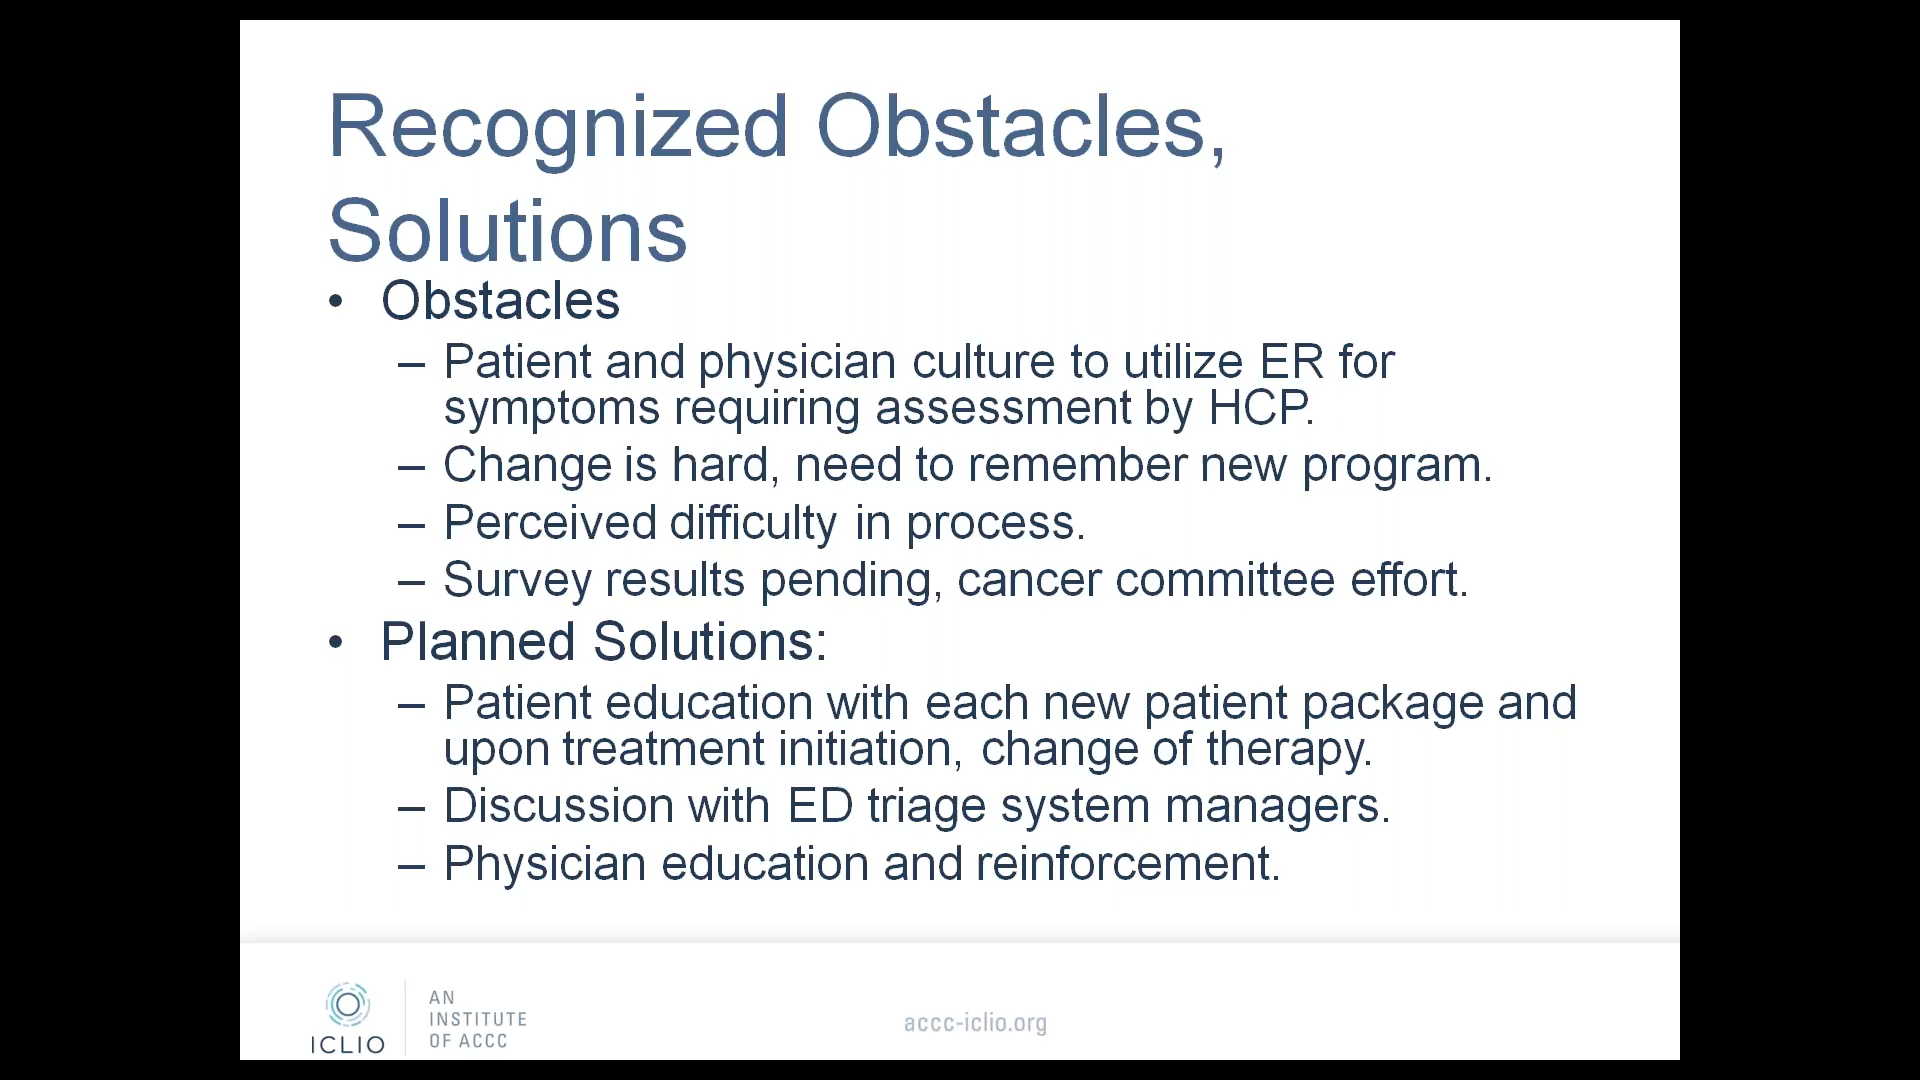 Recognized Obstacles,
Solutions
• Obstacles
– Patient and physician culture to utilize ER for
symptoms requiring assessment by HCP.
– Change is hard, need to remember new program.
– Perceived difficulty in process.
– Survey results pending, cancer committee effort.
• Planned Solutions:
– Patient education with each new patient package and
upon treatment initiation, change of therapy.
– Discussion with ED triage system managers.
– Physician education and reinforcement.
ICLIO
AN
INSTITUTE
OF ACCC
accc-iclio.org